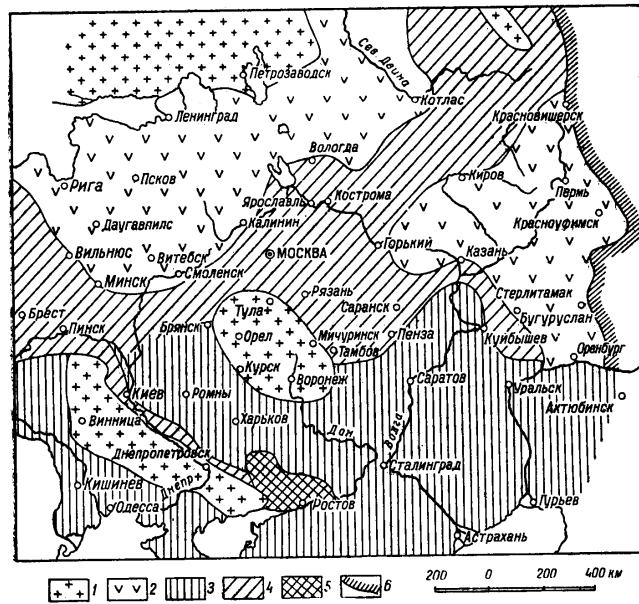 Петрозаводск
Сев Двина
Котлас
Ленинград
Красновишерск
Вологда
Киров
Пермь
Рига
Псков
Ярославль
Кострома
Красноуфимск
Даугавпилс
Калинин
Горький
Казань
Вильнюс
Витебск
МОСКВА
Смоленск
Минск
Стерлитамак
Рязань
Саранск
Бугуруслан
Брест
Тула
Пинск
Брянск
Орел
Мичуринск
Пенза
Куйбышев
Оренбург
Тамбов
Курск
Киев
Ромны
Воронеж
Саратов
Уральск
Актюбинск
Винница
Харьков
Дон
Волга
Днепропетровск
Сталинград
Кишинев
Днепр
Одесса
Ростов
Гурьев
Астрахань
1 2 3 4 5 6 200 0 200 400 км